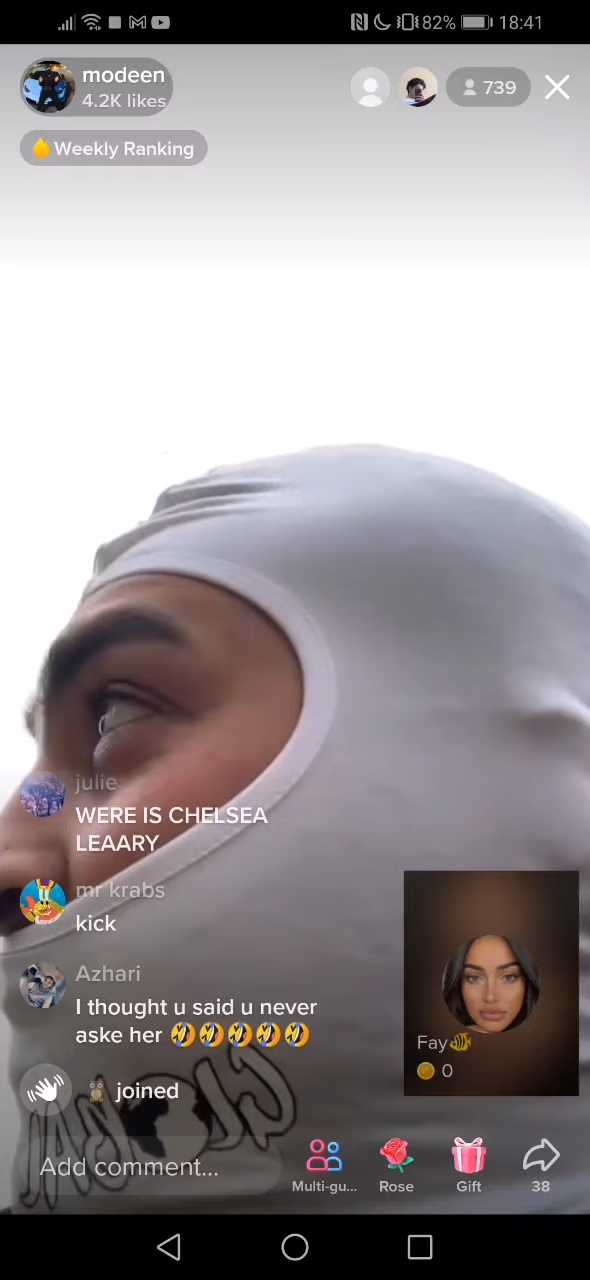 82% 18:41
modeen
4.2K likes
739
Weekly Ranking
julie
WERE IS CHELSEA
LEAARY
mr krabs
kick
Azhari
I thought u said u never
aske her 🤣🤣🤣🤣🤣
Fay🐠
0
🦉 joined
Add comment...
Multi-gu...
Rose
Gift
38